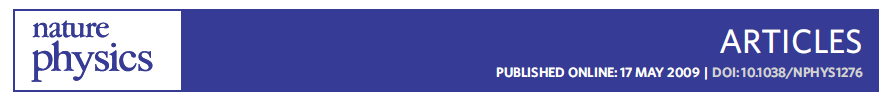 nature
physics
ARTICLES
PUBLISHED ONLINE: 17 MAY 2009 | DOI: 10.1038/NPHYS1276